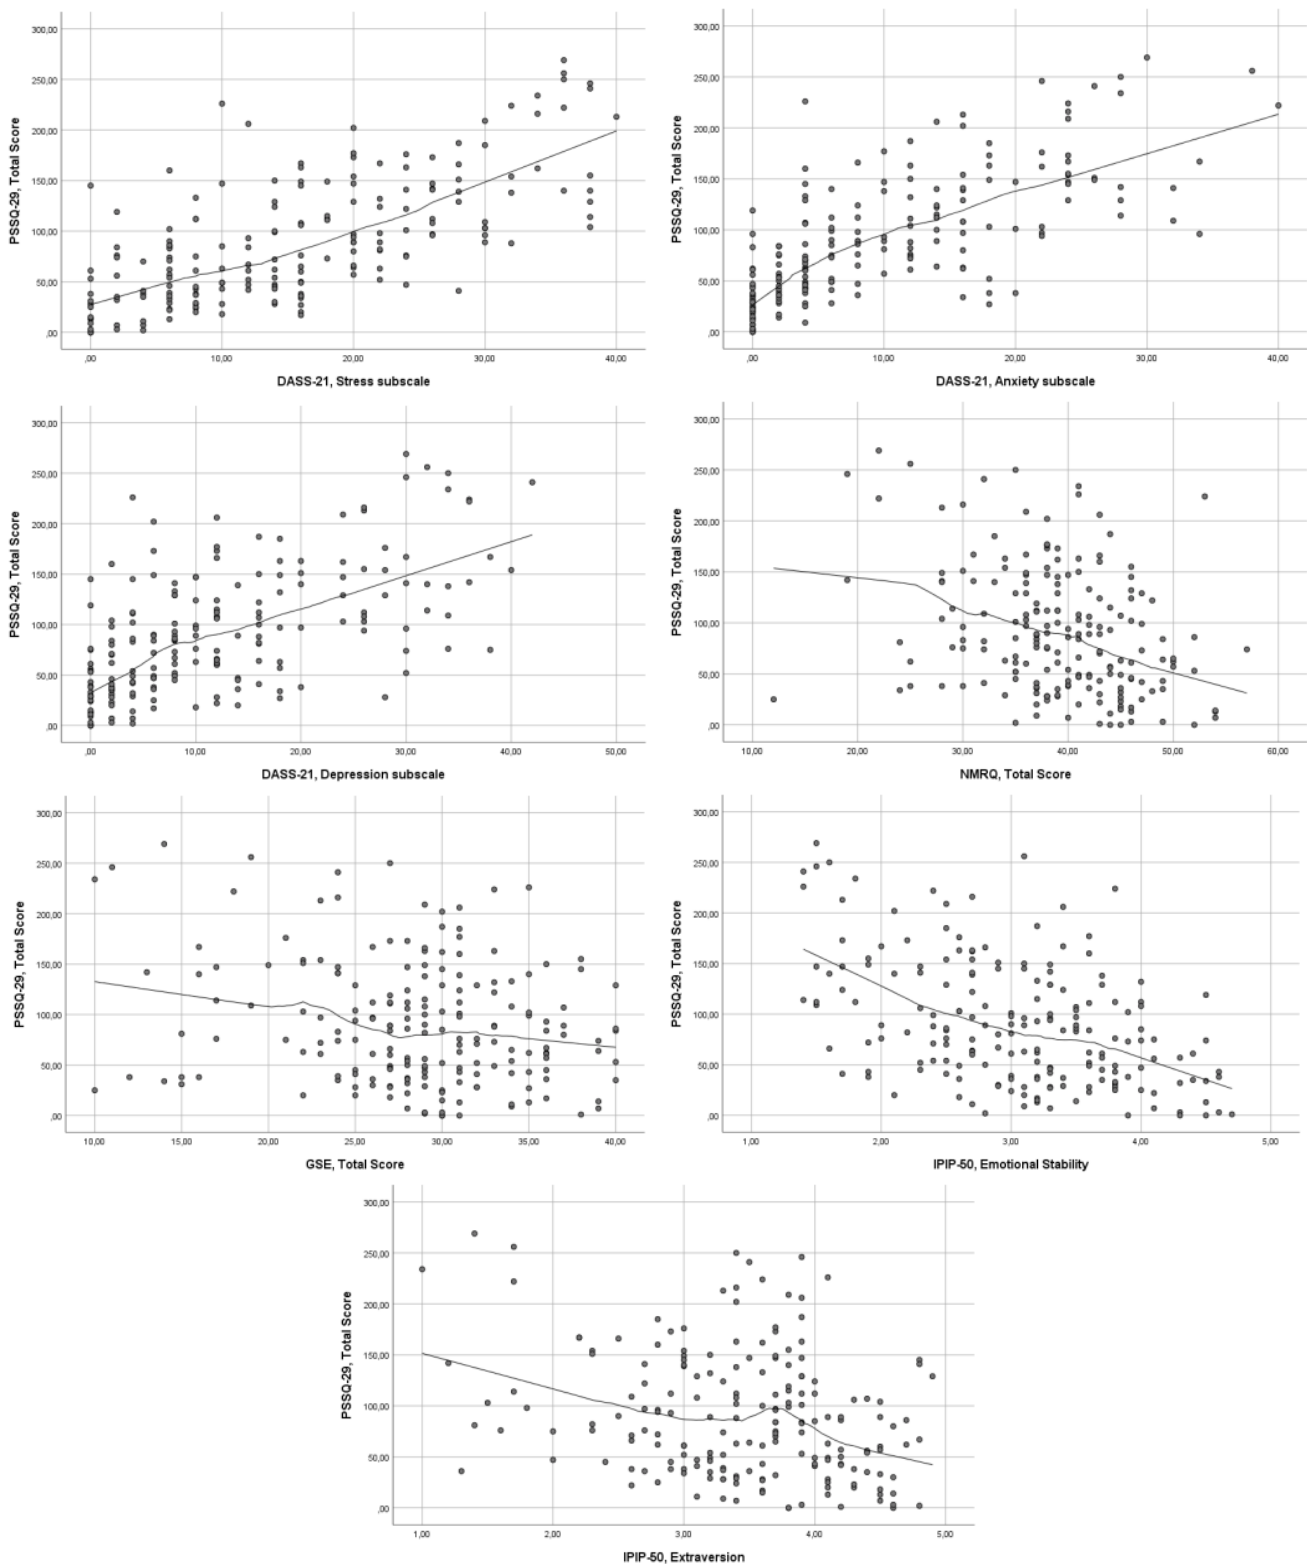 300,00 300,00
250,00 250,00
200,00 200,00
150,00 150,00
100,00 100,00
50,00 50,00
,00 ,00
PSSQ-29, Total Score PSSQ-29, Total Score
,00 10,00 20,00 30,00 40,00 ,00 10,00 20,00 30,00 40,00
DASS-21, Stress subscale DASS-21, Anxiety subscale
300,00 300,00
250,00 250,00
200,00 200,00
150,00 150,00
100,00 100,00
50,00 50,00
,00 ,00
PSSQ-29, Total Score PSSQ-29, Total Score
,00 10,00 20,00 30,00 40,00 50,00 10,00 20,00 30,00 40,00 50,00 60,00
DASS-21, Depression subscale NMRQ, Total Score
300,00 300,00
250,00 250,00
200,00 200,00
150,00 150,00
100,00 100,00
50,00 50,00
,00 ,00
PSSQ-29, Total Score PSSQ-29, Total Score
10,00 15,00 20,00 25,00 30,00 35,00 40,00 1,00 2,00 3,00 4,00 5,00
GSE, Total Score IPIP-50, Emotional Stability
300,00
250,00
200,00
150,00
100,00
50,00
,00
PSSQ-29, Total Score
1,00 2,00 3,00 4,00 5,00
IPIP-50, Extraversion